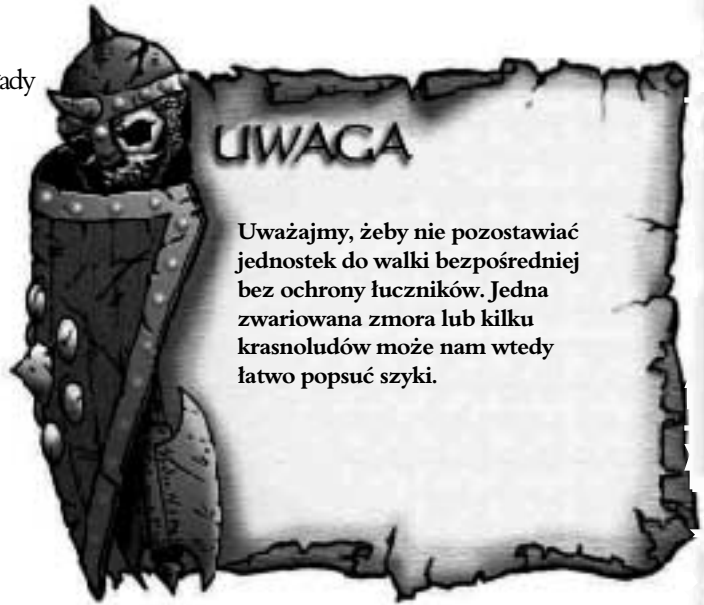 ady
UWAGA
Uważajmy, żeby nie pozostawiać
jednostek do walki bezpośredniej
bez ochrony łuczników. Jedna
zwariowana zmora lub kilku
krasnoludów może nam wtedy
łatwo popsuć szyki.